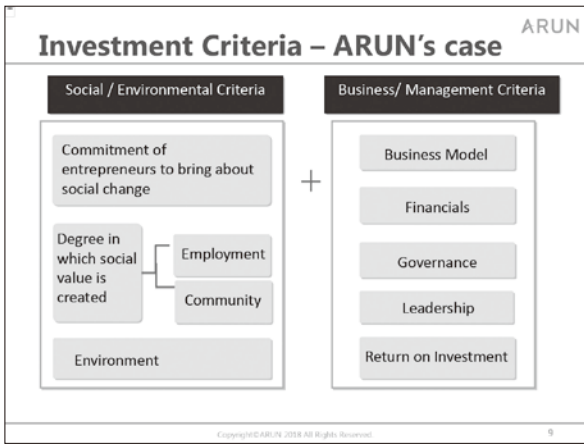 ARUN
Investment Criteria – ARUN's case
Social / Environmental Criteria
Commitment of
entrepreneurs to bring about
social change
Degree in
which social
value is
created
Employment
Community
Environment
+
Business/ Management Criteria
Business Model
Financials
Governance
Leadership
Return on Investment
Copyright©ARUN 2018 All Rights Reserved
9